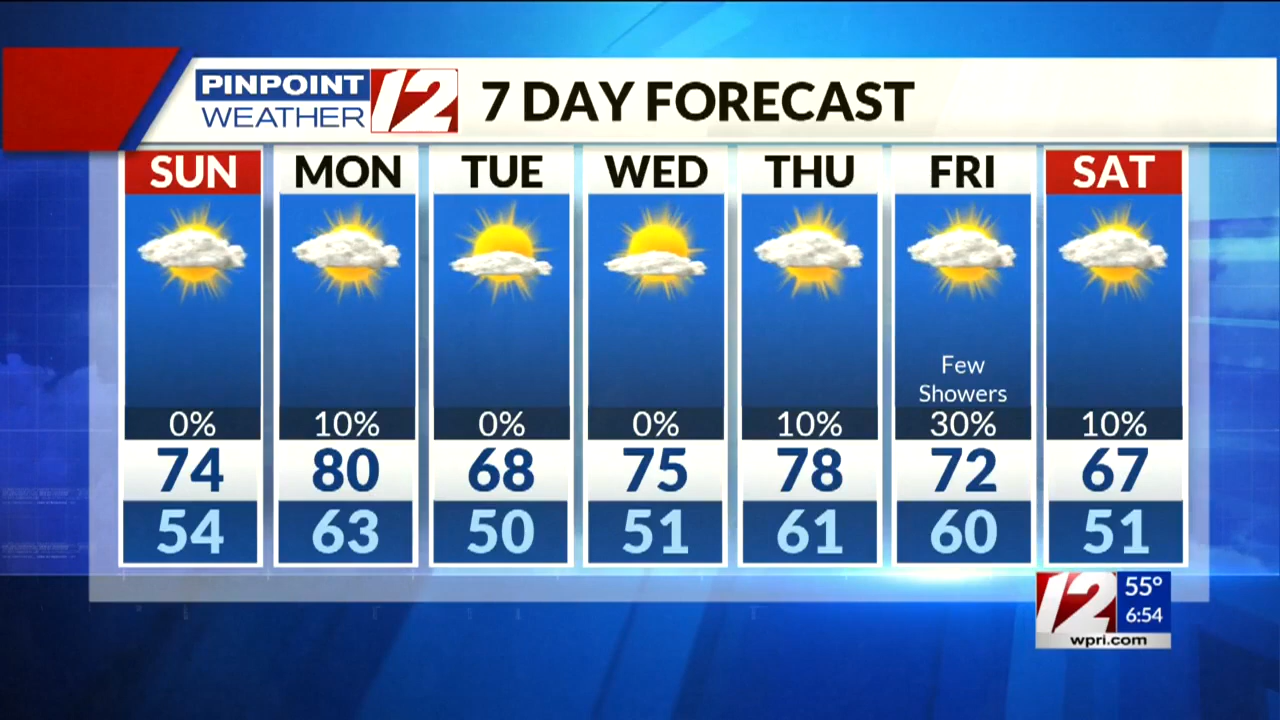 PINPOINT
WEATHER 12
7 DAY FORECAST
SUN MON TUE WED THU FRI SAT
Few
Showers
0% 10% 0% 0% 10% 30% 10%
74 80 68 75 78 72 67
54 63 50 51 61 60 51
12 55°
6:54
wpri.com